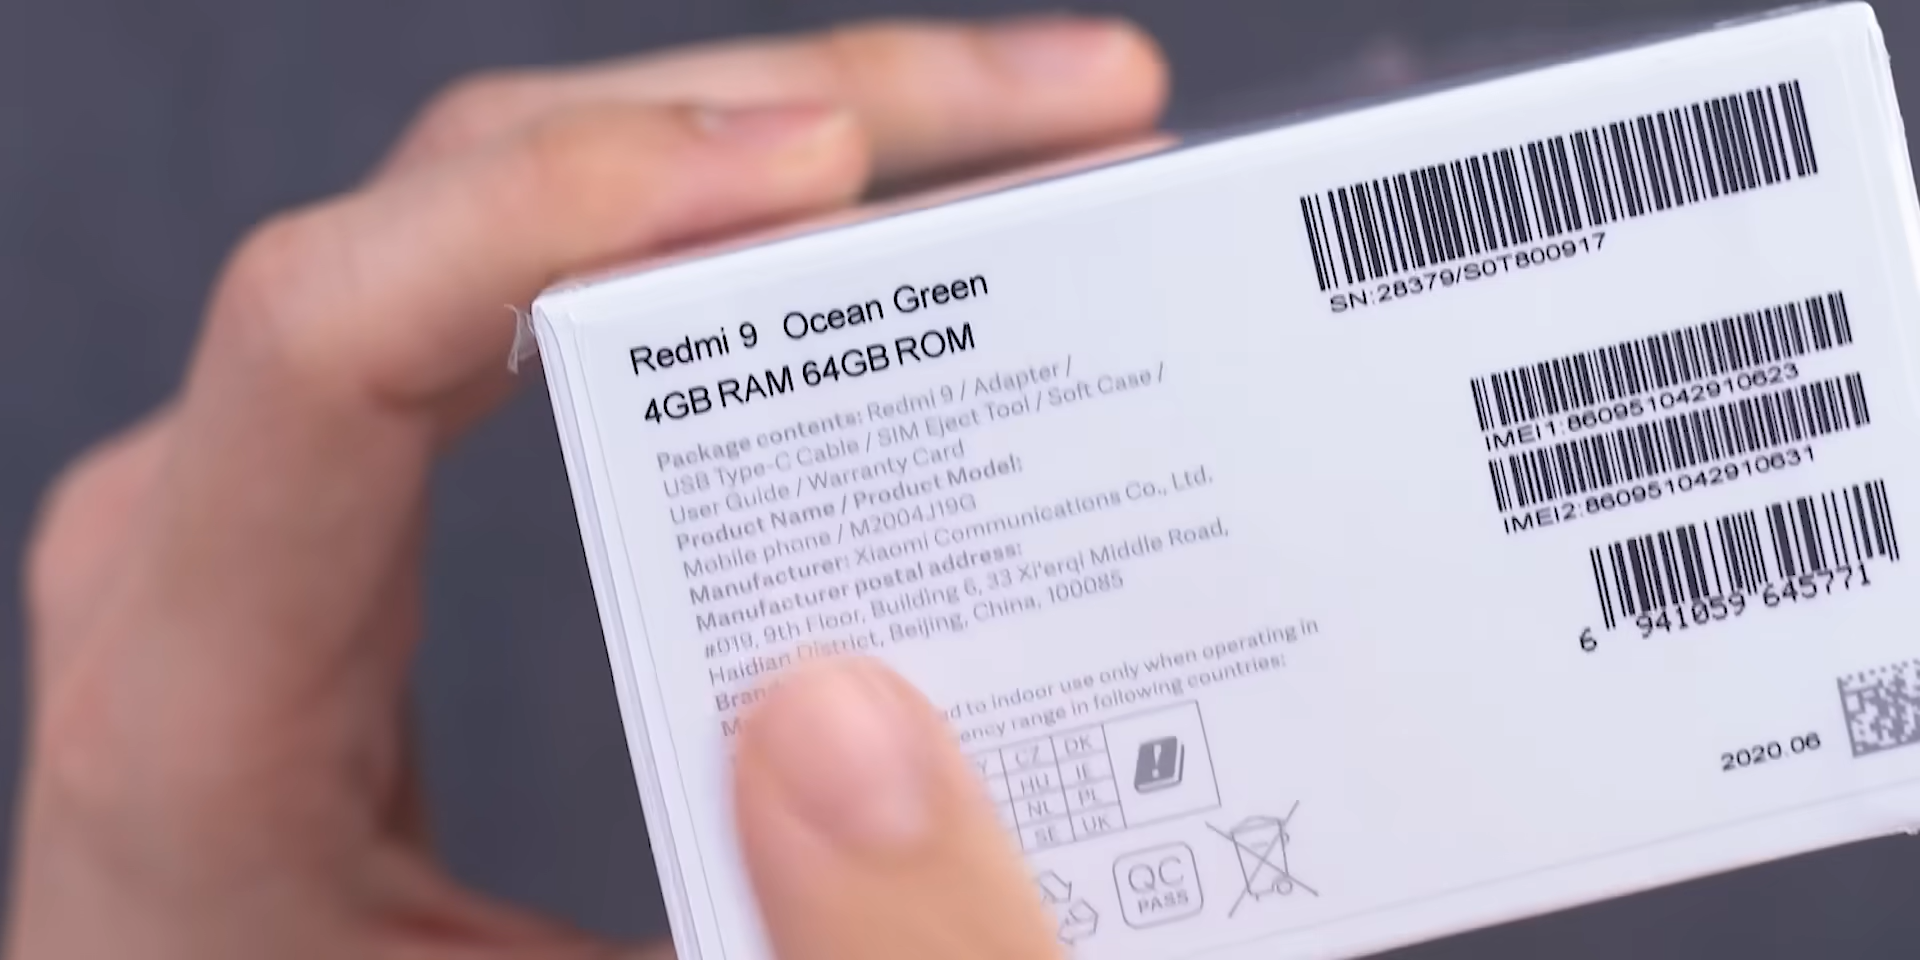 Redmi 9 Ocean Green
4GB RAM 64GB ROM
Package contents: Redmi 9 / Adapter /
USB Type-C Cable / SIM Eject Tool / Soft Case /
User Guide / Warranty Card
Product Name / Product Model:
Mobile phone / M2004J19G
Manufacturer: Xiaomi Communications Co., Ltd.
Manufacturer postal address:
#019, 9th Floor, Building 6, 33 Xi'erqi Middle Road,
Haidian District, Beijing, China, 100085
to indoor use only when operating in
range in following countries:
CZ DK
HU IE
NL PL
SE UK
QC
PASS
SN:28379/S0T800917
IMEI1:860951042910623
IMEI2:860951042910631
6 941059 645771
2020.06